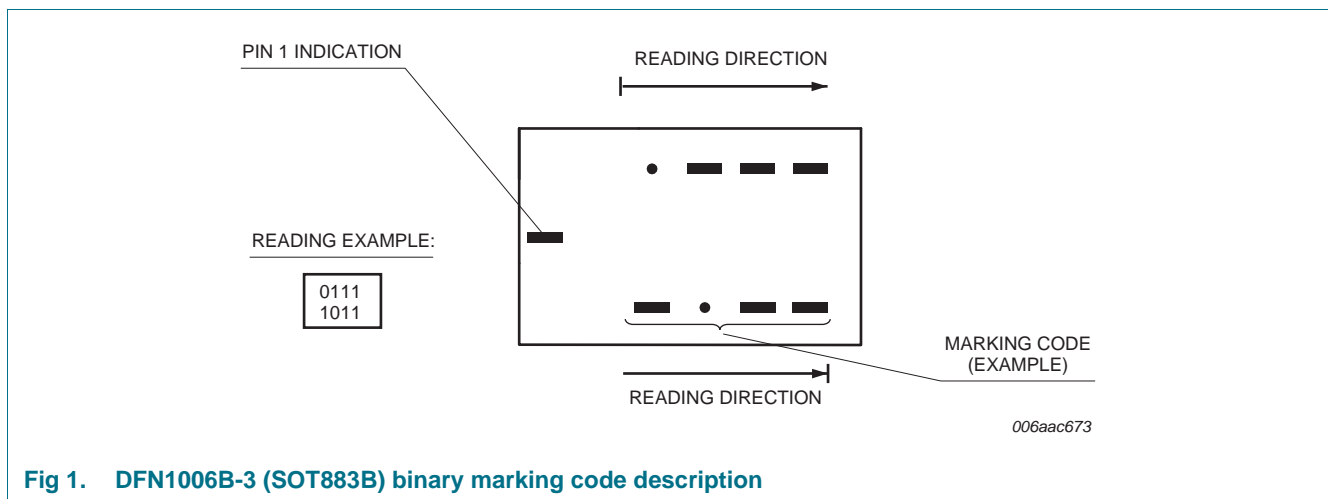 PIN 1 INDICATION
READING DIRECTION
READING EXAMPLE:
0111
1011
MARKING CODE
(EXAMPLE)
READING DIRECTION
006aac673
Fig 1. DFN1006B-3 (SOT883B) binary marking code description